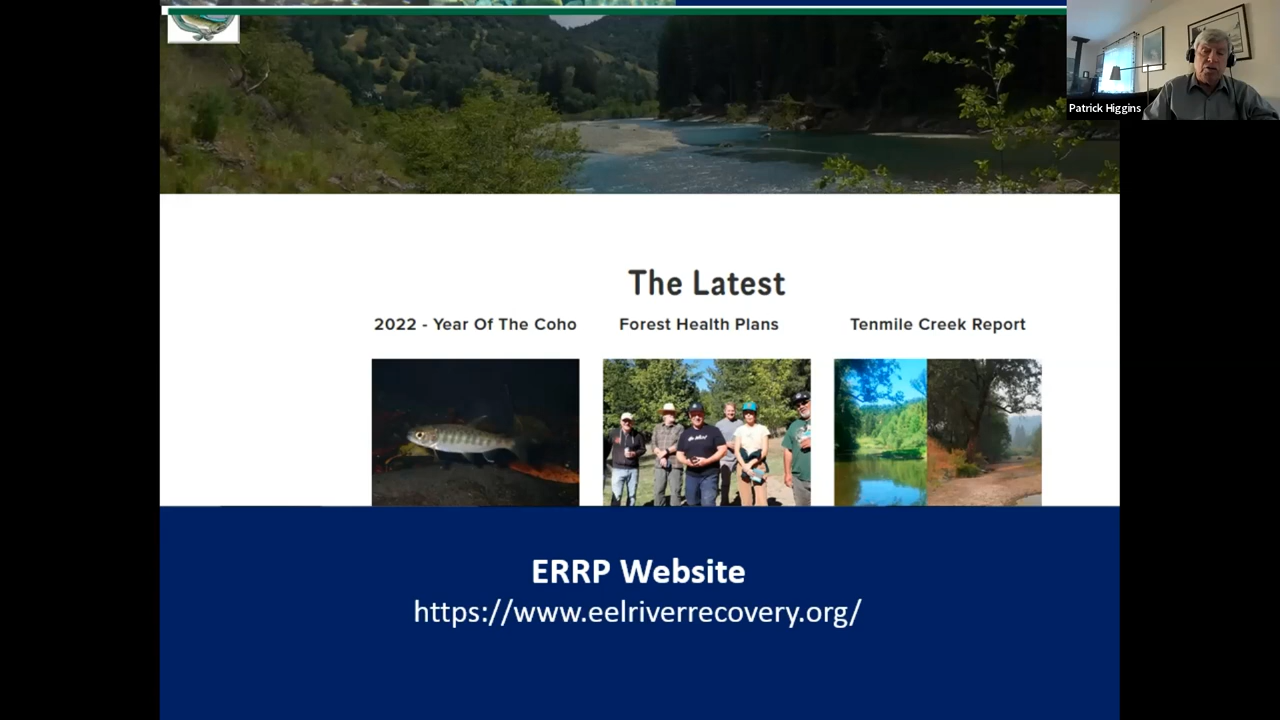 Patrick Higgins
The Latest
2022 - Year Of The Coho
Forest Health Plans
Tenmile Creek Report
ERRP Website
https://www.eelriverrecovery.org/